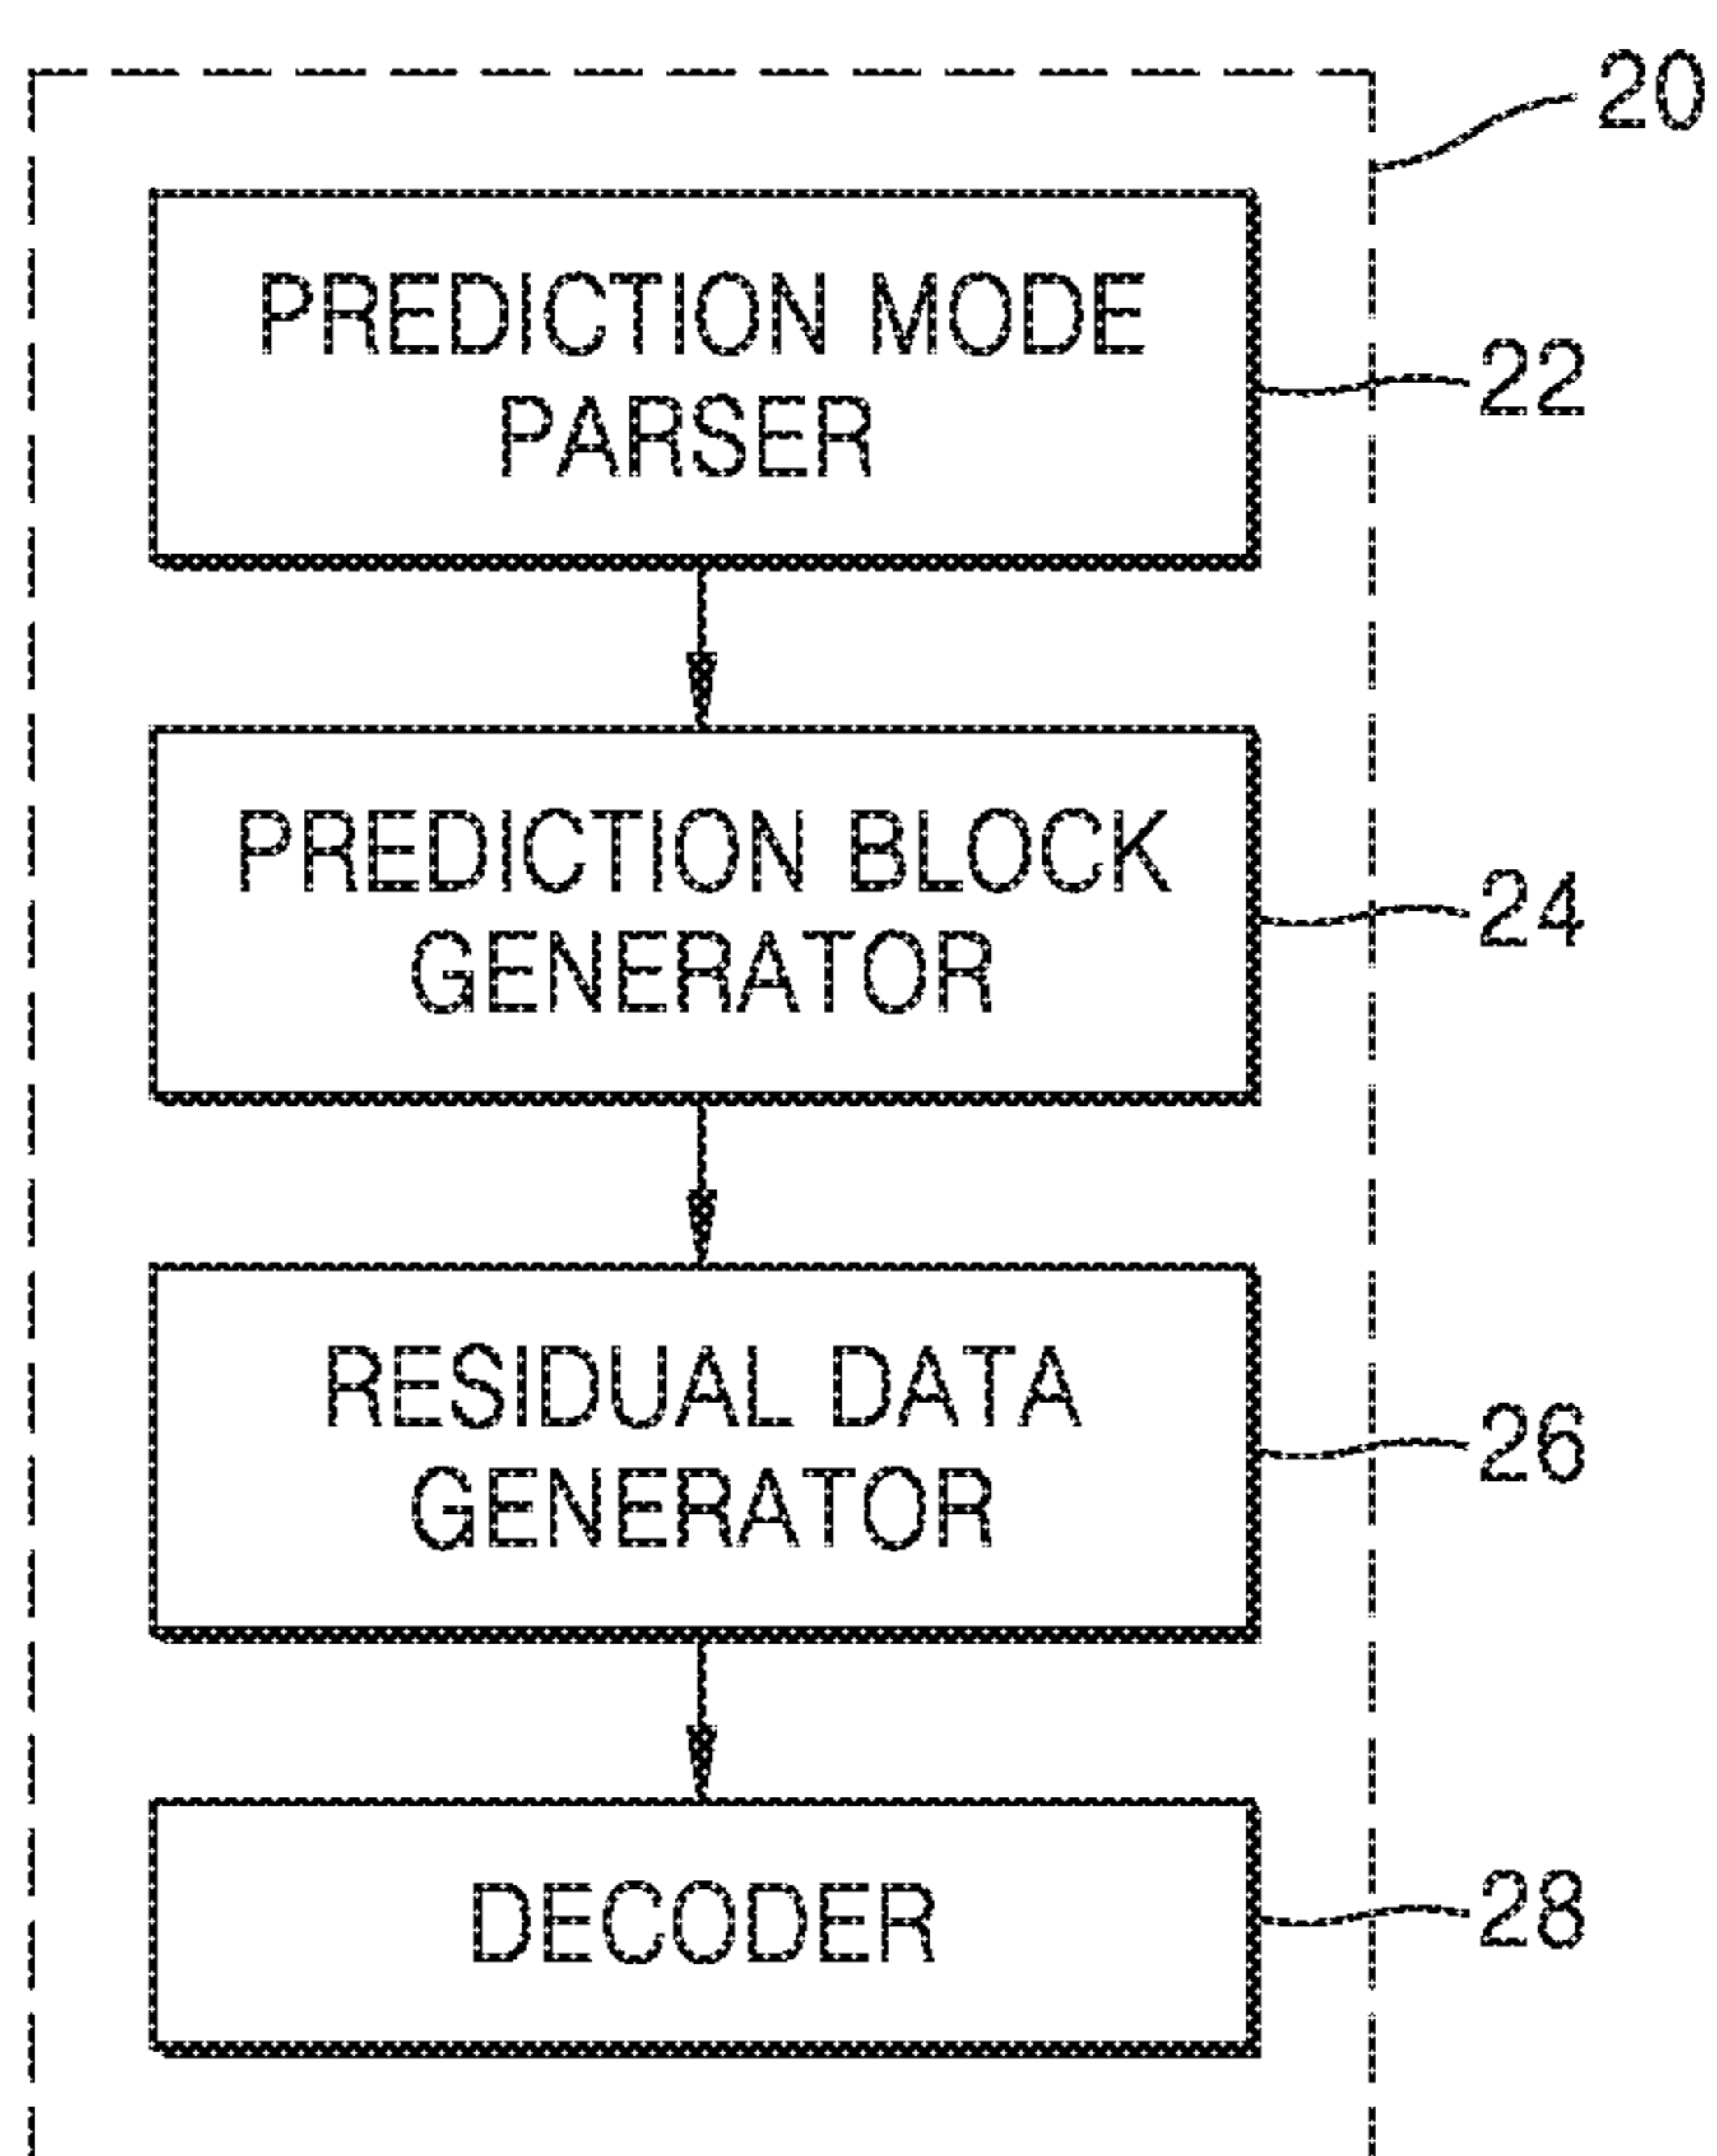 20
PREDICTION MODE
PARSER
22
PREDICTION BLOCK
GENERATOR
24
RESIDUAL DATA
GENERATOR
26
DECODER
28